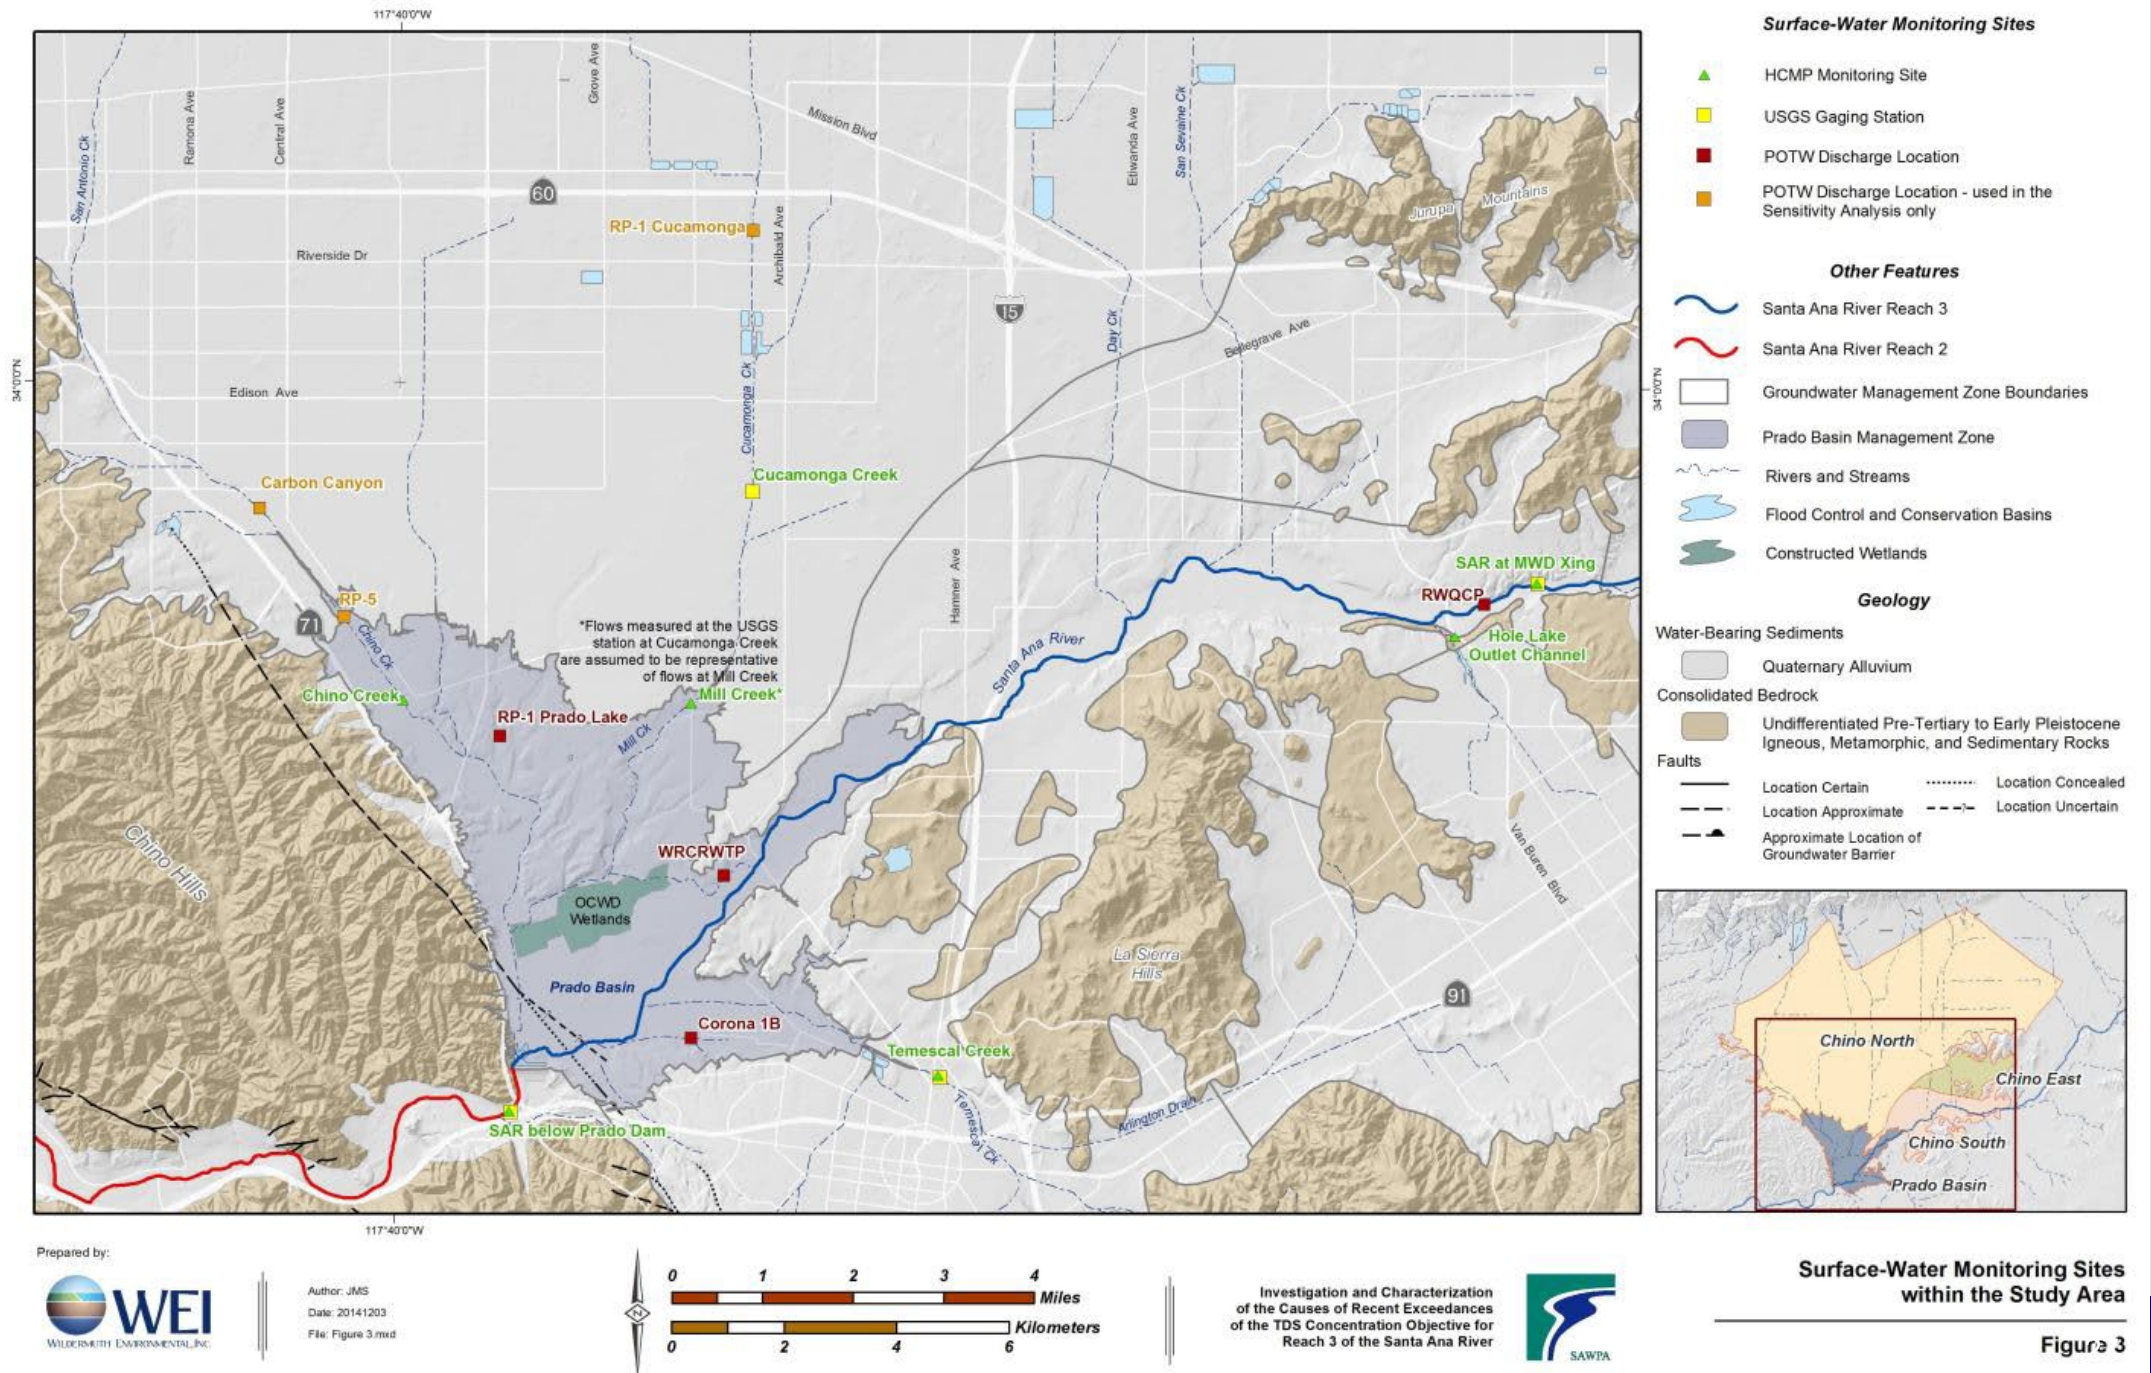 117°40'0"W
Surface-Water Monitoring Sites
HCMP Monitoring Site
USGS Gaging Station
POTW Discharge Location
POTW Discharge Location - used in the
Sensitivity Analysis only
Other Features
Santa Ana River Reach 3
Santa Ana River Reach 2
Groundwater Management Zone Boundaries
Prado Basin Management Zone
Rivers and Streams
Flood Control and Conservation Basins
Constructed Wetlands
Geology
Water-Bearing Sediments
Quaternary Alluvium
Consolidated Bedrock
Undifferentiated Pre-Tertiary to Early Pleistocene
Igneous, Metamorphic, and Sedimentary Rocks
Faults
Location Certain
Location Concealed
Location Approximate
?
Location Uncertain
Approximate Location of
Groundwater Barrier
San Antonio Ck
Ramona Ave
Central Ave
Grove Ave
Mission Blvd
Etiwanda Ave
San Sevaine Ck
60
RP-1 Cucamonga
Archibald Ave
Riverside Dr
Jurupa Mountains
15
Day Ck
Bellegrave Ave
34°0'0"N
34°0'0"N
Edison Ave
Cucamonga Ck
Carbon Canyon
Cucamonga Creek
Hamner Ave
SAR at MWD Xing
RWQCP
RP-5
71
Chino Ck
*Flows measured at the USGS
station at Cucamonga Creek
are assumed to be representative
of flows at Mill Creek
Santa Ana River
Hole Lake
Outlet Channel
Chino Creek
Mill Creek*
RP-1 Prado Lake
Mill Ck
Chino Hills
WRCRWTP
Van Buren Blvd
OCWD
Wetlands
La Sierra
Hills
Prado Basin
91
Corona 1B
Temescal Creek
Temescal Ck
Arlington Drain
SAR below Prado Dam
117°40'0"W
Chino North
Chino East
Chino South
Prado Basin
Prepared by:
WEI
WILDERMUTH ENVIRONMENTAL, INC.
Author: JMS
Date: 20141203
File: Figure 3.mxd
N
0 1 2 3 4
Miles
Kilometers
0 2 4 6
Investigation and Characterization
of the Causes of Recent Exceedances
of the TDS Concentration Objective for
Reach 3 of the Santa Ana River
SAWPA
Surface-Water Monitoring Sites
within the Study Area
Figure 3